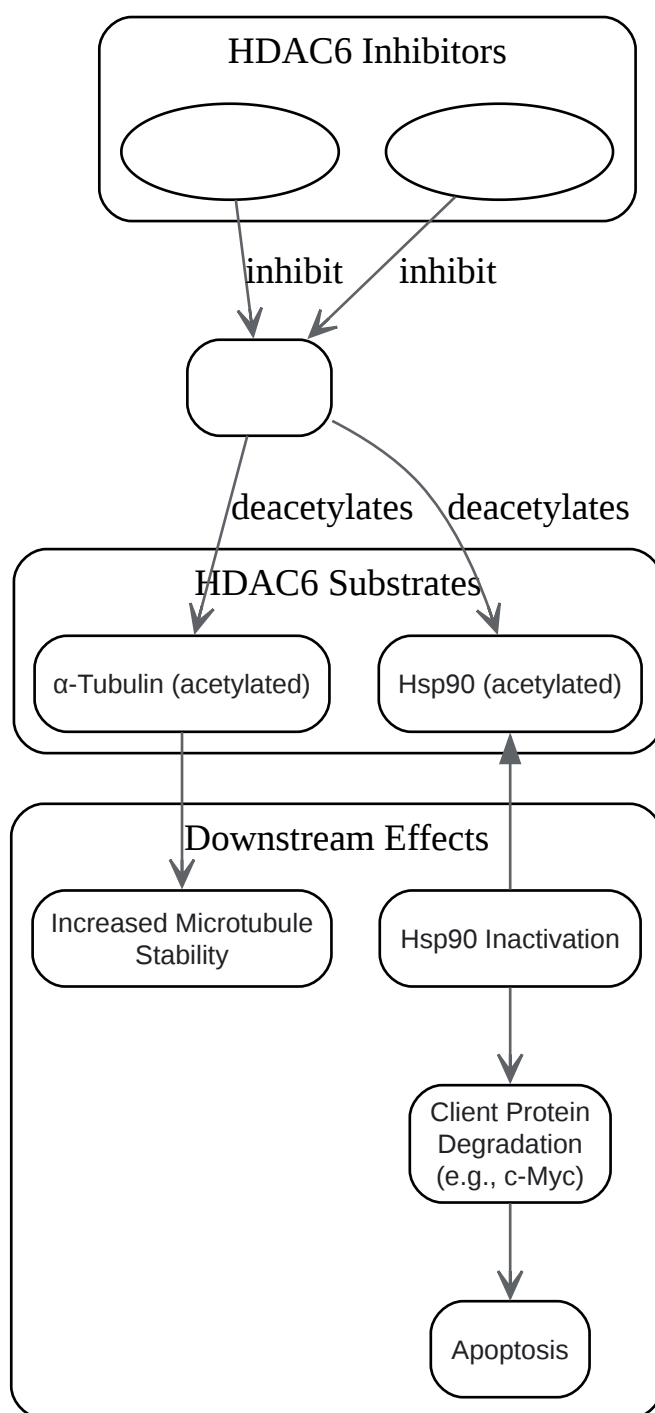 HDAC6 Inhibitors
inhibit
inhibit
deacetylates
deacetylates
HDAC6 Substrates
α-Tubulin (acetylated)
Hsp90 (acetylated)
Downstream Effects
Increased Microtubule
Stability
Hsp90 Inactivation
Client Protein
Degradation
(e.g., c-Myc)
Apoptosis